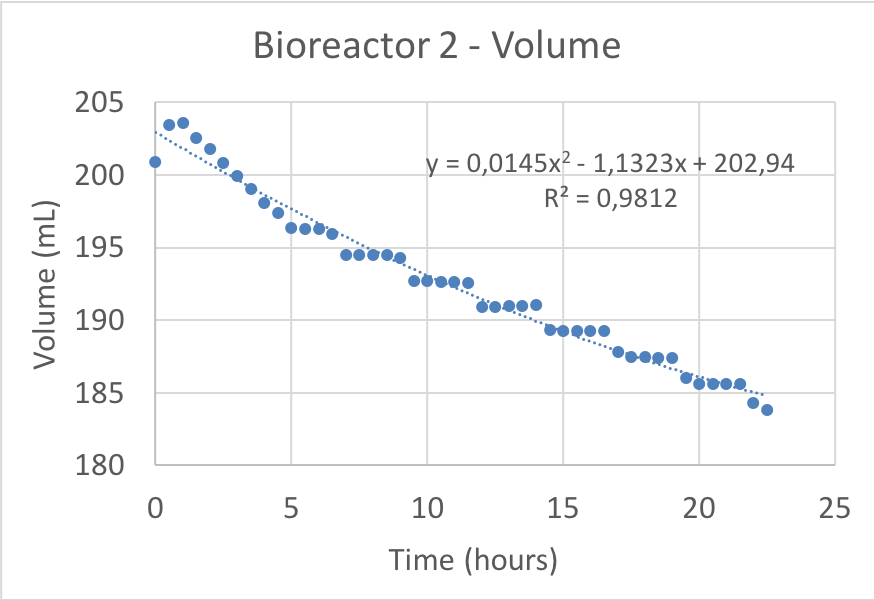 Bioreactor 2 - Volume
Volume (mL)
205
200
195
190
185
180
y = 0,0145x² - 1,1323x + 202,94
R² = 0,9812
0 5 10 15 20 25
Time (hours)